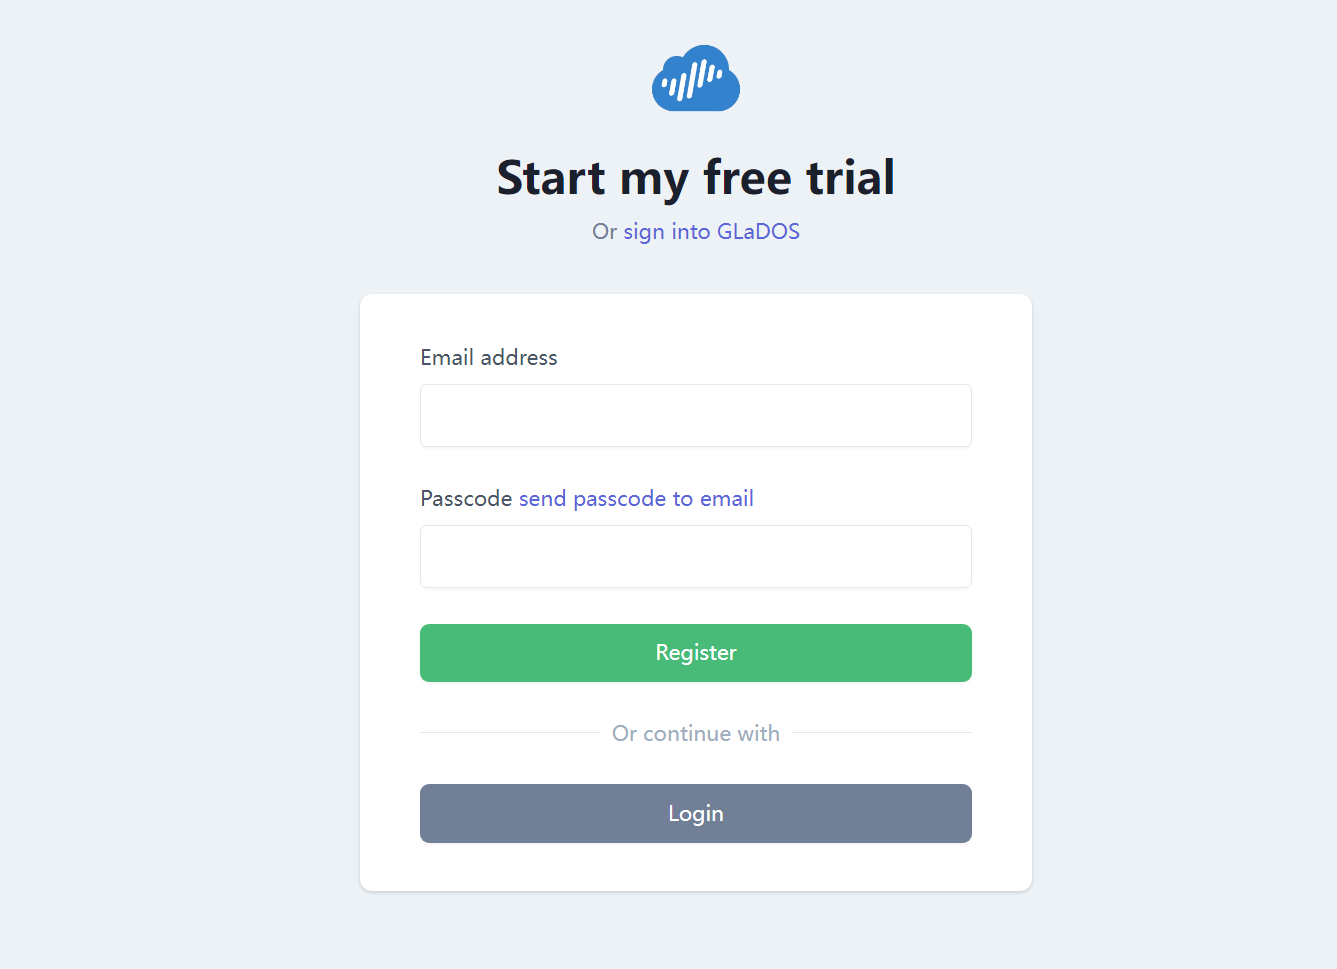 Start my free trial
Or sign into GLaDOS
Email address
Passcode send passcode to email
Register
Or continue with
Login